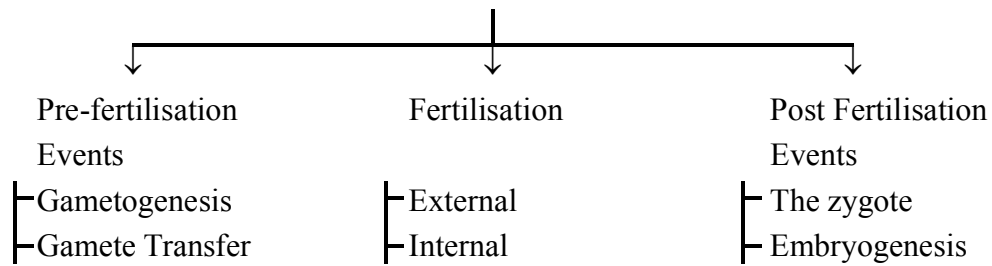 Pre-fertilisation Events
Gametogenesis
Gamete Transfer
Fertilisation
External
Internal
Post Fertilisation Events
The zygote
Embryogenesis